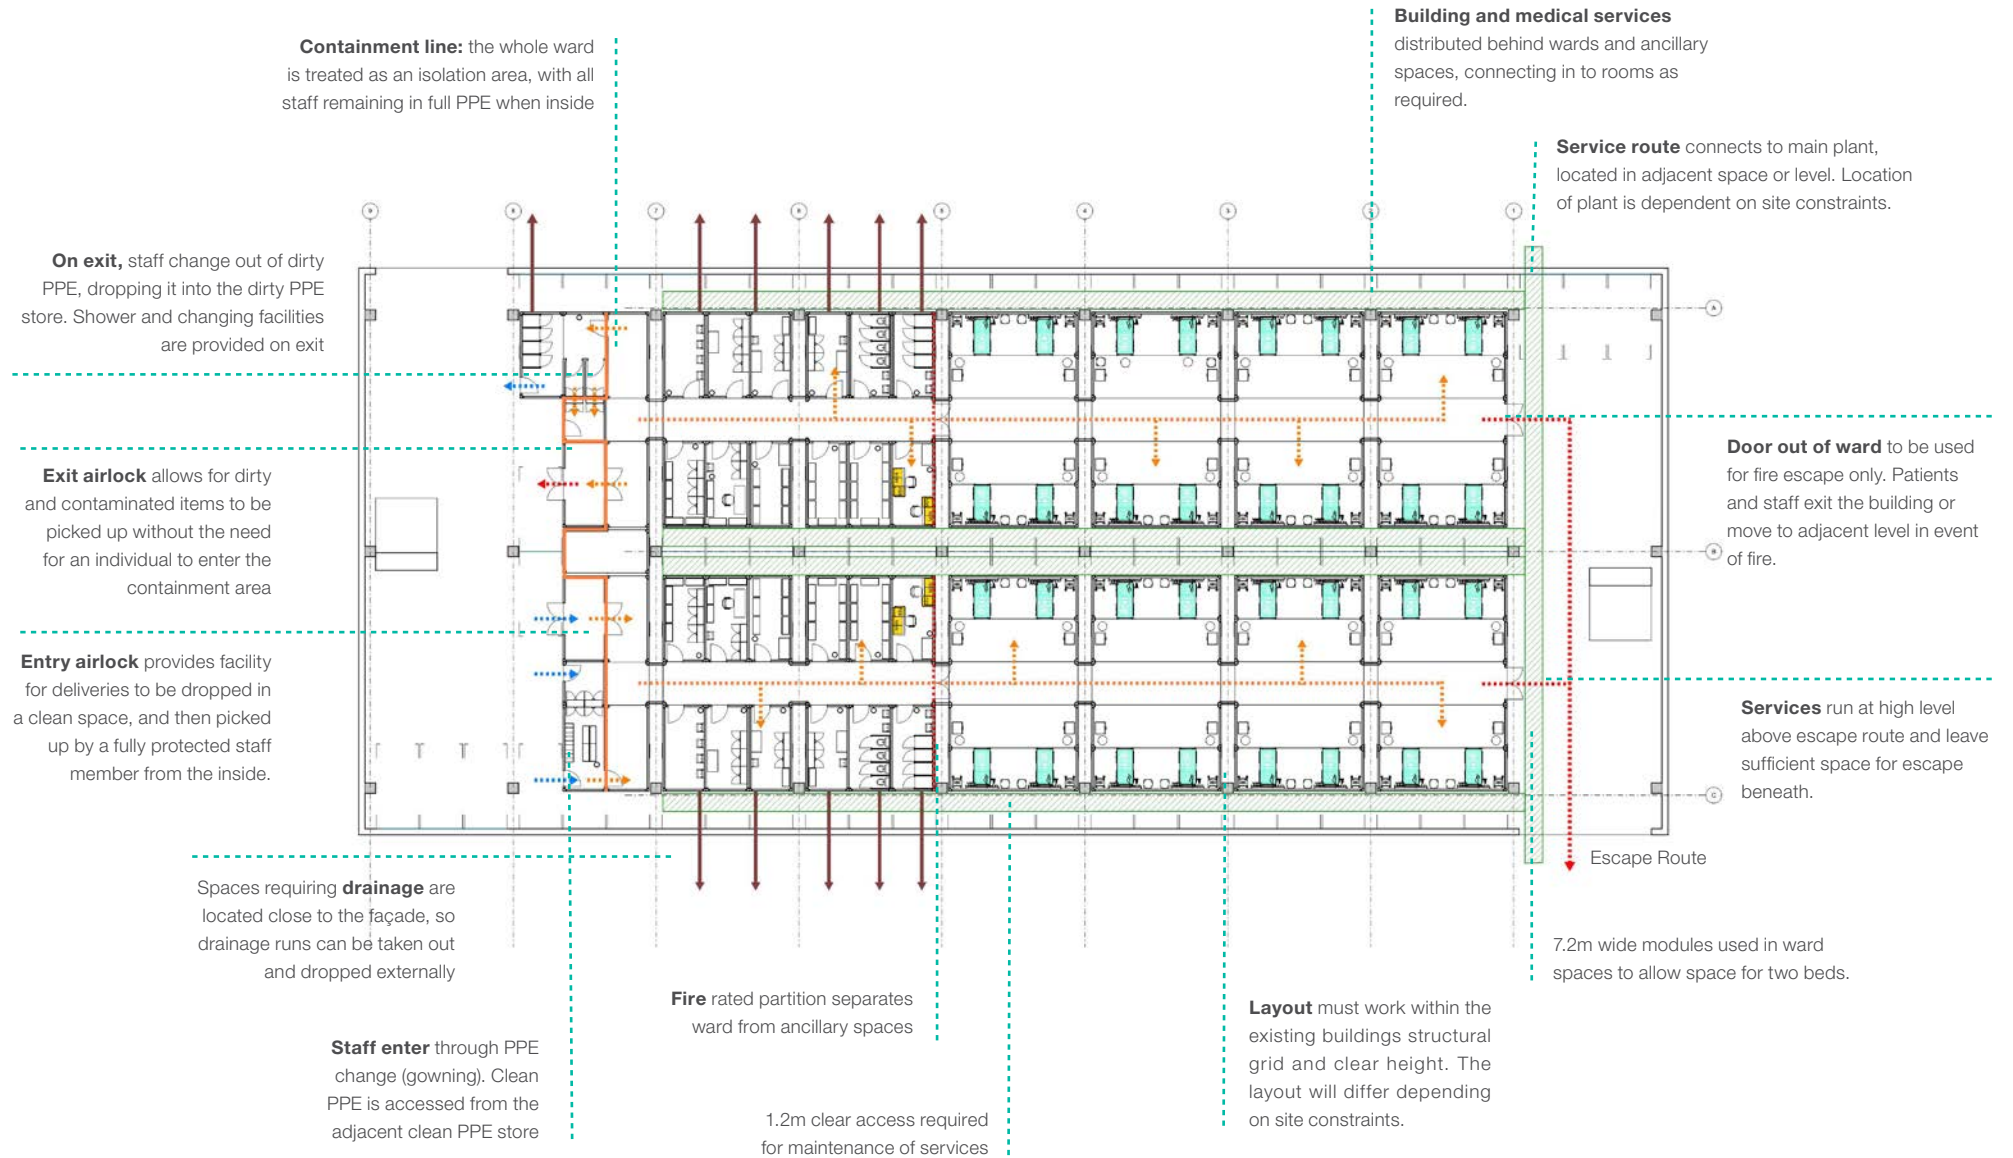 Building and medical services
distributed behind wards and ancillary
spaces, connecting in to rooms as
required.
Containment line: the whole ward
is treated as an isolation area, with all
staff remaining in full PPE when inside
Service route connects to main plant,
located in adjacent space or level. Location
of plant is dependent on site constraints.
On exit, staff change out of dirty
PPE, dropping it into the dirty PPE
store. Shower and changing facilities
are provided on exit
Exit airlock allows for dirty
and contaminated items to be
picked up without the need
for an individual to enter the
containment area
Door out of ward to be used
for fire escape only. Patients
and staff exit the building or
move to adjacent level in event
of fire.
Entry airlock provides facility
for deliveries to be dropped in
a clean space, and then picked
up by a fully protected staff
member from the inside.
Services run at high level
above escape route and leave
sufficient space for escape
beneath.
Escape Route
Spaces requiring drainage are
located close to the façade, so
drainage runs can be taken out
and dropped externally
7.2m wide modules used in ward
spaces to allow space for two beds.
Fire rated partition separates
ward from ancillary spaces
Layout must work within the
existing buildings structural
grid and clear height. The
layout will differ depending
on site constraints.
Staff enter through PPE
change (gowning). Clean
PPE is accessed from the
adjacent clean PPE store
1.2m clear access required
for maintenance of services